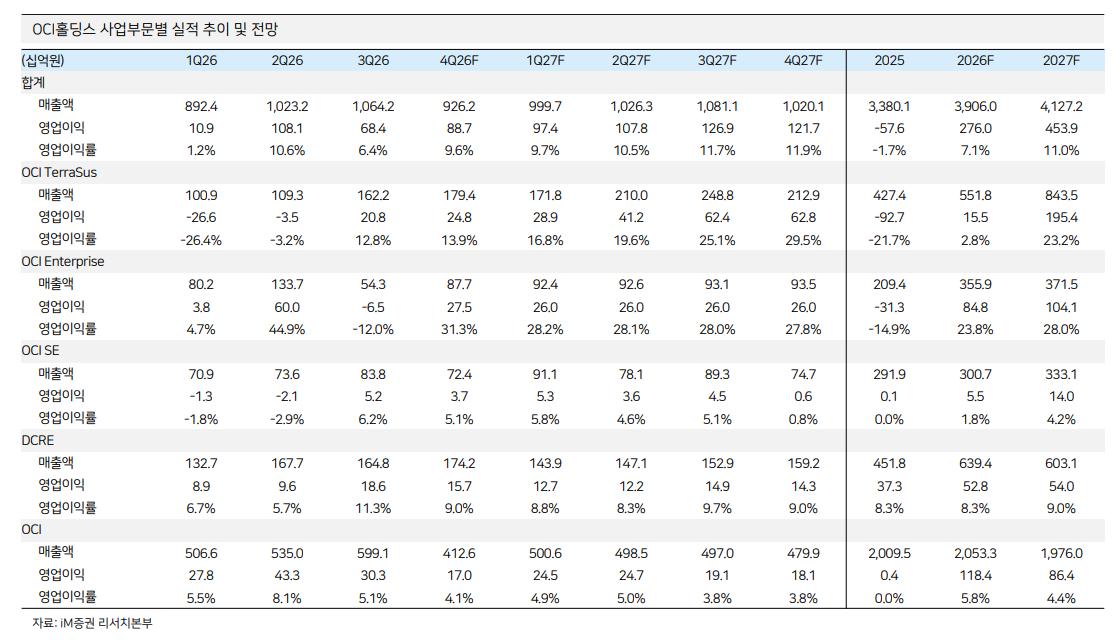 OCI홀딩스 사업부문별 실적 추이 및 전망
(십억원) 1Q26 2Q26 3Q26 4Q26F 1Q27F 2Q27F 3Q27F 4Q27F 2025 2026F 2027F
합계
매출액 892.4 1,023.2 1,064.2 926.2 999.7 1,026.3 1,081.1 1,020.1 3,380.1 3,906.0 4,127.2
영업이익 10.9 108.1 68.4 88.7 97.4 107.8 126.9 121.7 -57.6 276.0 453.9
영업이익률 1.2% 10.6% 6.4% 9.6% 9.7% 10.5% 11.7% 11.9% -1.7% 7.1% 11.0%
OCI TerraSus
매출액 100.9 109.3 162.2 179.4 171.8 210.0 248.8 212.9 427.4 551.8 843.5
영업이익 -26.6 -3.5 20.8 24.8 28.9 41.2 62.4 62.8 -92.7 15.5 195.4
영업이익률 -26.4% -3.2% 12.8% 13.9% 16.8% 19.6% 25.1% 29.5% -21.7% 2.8% 23.2%
OCI Enterprise
매출액 80.2 133.7 54.3 87.7 92.4 92.6 93.1 93.5 209.4 355.9 371.5
영업이익 3.8 60.0 -6.5 27.5 26.0 26.0 26.0 26.0 -31.3 84.8 104.1
영업이익률 4.7% 44.9% -12.0% 31.3% 28.2% 28.1% 28.0% 27.8% -14.9% 23.8% 28.0%
OCI SE
매출액 70.9 73.6 83.8 72.4 91.1 78.1 89.3 74.7 291.9 300.7 333.1
영업이익 -1.3 -2.1 5.2 3.7 5.3 3.6 4.5 0.6 0.1 5.5 14.0
영업이익률 -1.8% -2.9% 6.2% 5.1% 5.8% 4.6% 5.1% 0.8% 0.0% 1.8% 4.2%
DCRE
매출액 132.7 167.7 164.8 174.2 143.9 147.1 152.9 159.2 451.8 639.4 603.1
영업이익 8.9 9.6 18.6 15.7 12.7 12.2 14.9 14.3 37.3 52.8 54.0
영업이익률 6.7% 5.7% 11.3% 9.0% 8.8% 8.3% 9.7% 9.0% 8.3% 8.3% 9.0%
OCI
매출액 506.6 535.0 599.1 412.6 500.6 498.5 497.0 479.9 2,009.5 2,053.3 1,976.0
영업이익 27.8 43.3 30.3 17.0 24.5 24.7 19.1 18.1 0.4 118.4 86.4
영업이익률 5.5% 8.1% 5.1% 4.1% 4.9% 5.0% 3.8% 3.8% 0.0% 5.8% 4.4%
자료: iM증권 리서치본부